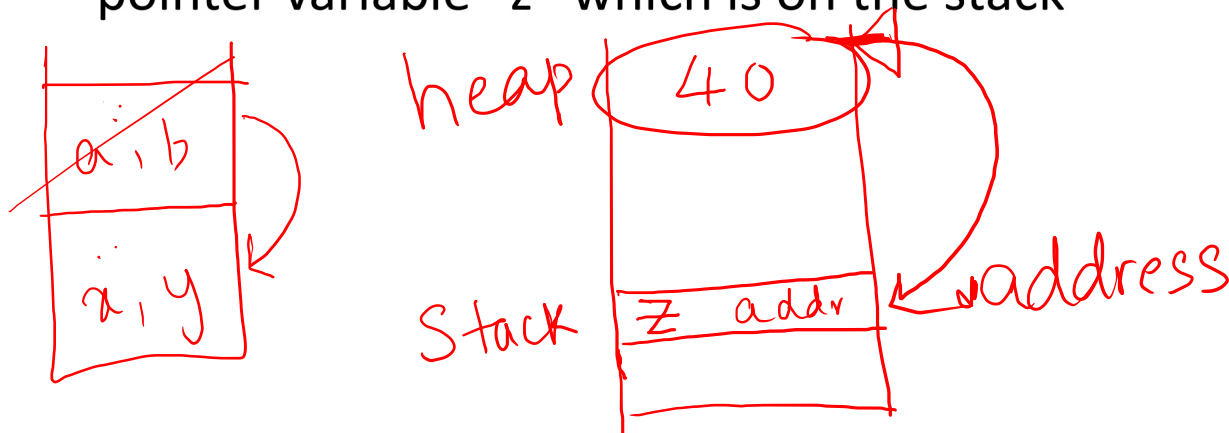 pointer variable "z" which is on the stack
heap 40
a, b
x, y
Stack z addr
address